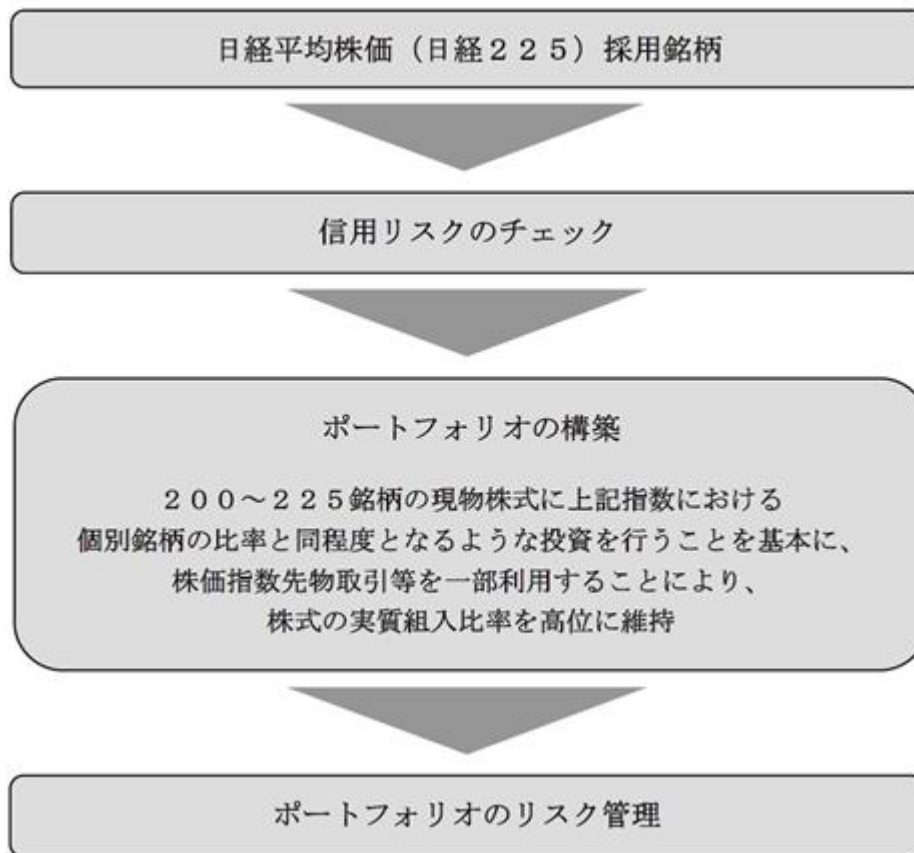 日経平均株価（日経２２５）採用銘柄
信用リスクのチェック
ポートフォリオの構築
２００～２２５銘柄の現物株式に上記指数における
個別銘柄の比率と同程度となるような投資を行うことを基本に、
株価指数先物取引等を一部利用することにより、
株式の実質組入比率を高位に維持
ポートフォリオのリスク管理